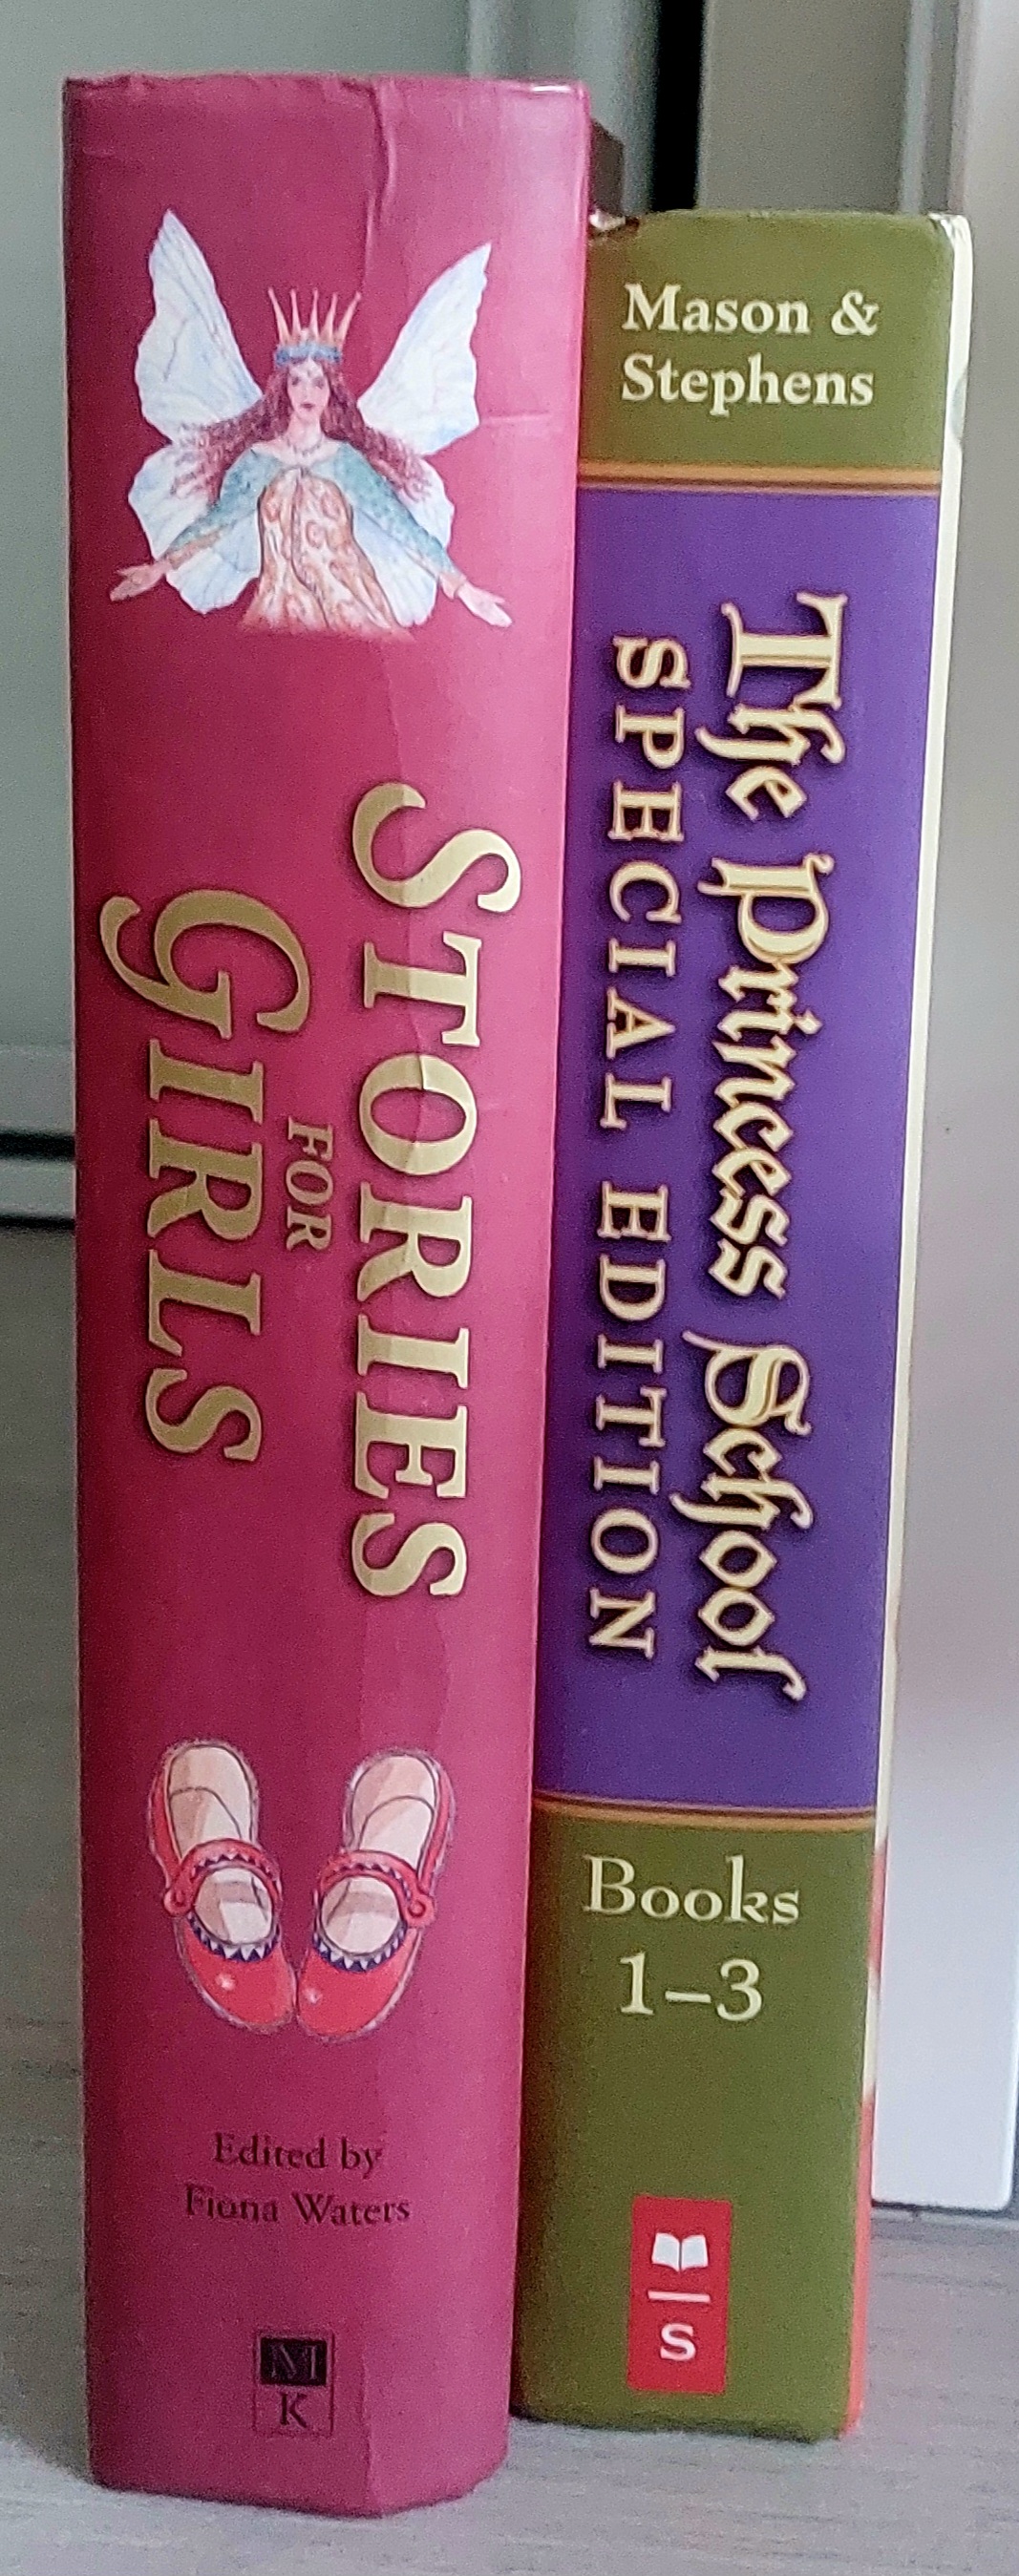 STORIES
FOR
GIRLS
Edited by
Fiona Waters
M
K
Mason &
Stephens
The Princess School
SPECIAL EDITION
Books
1–3
S